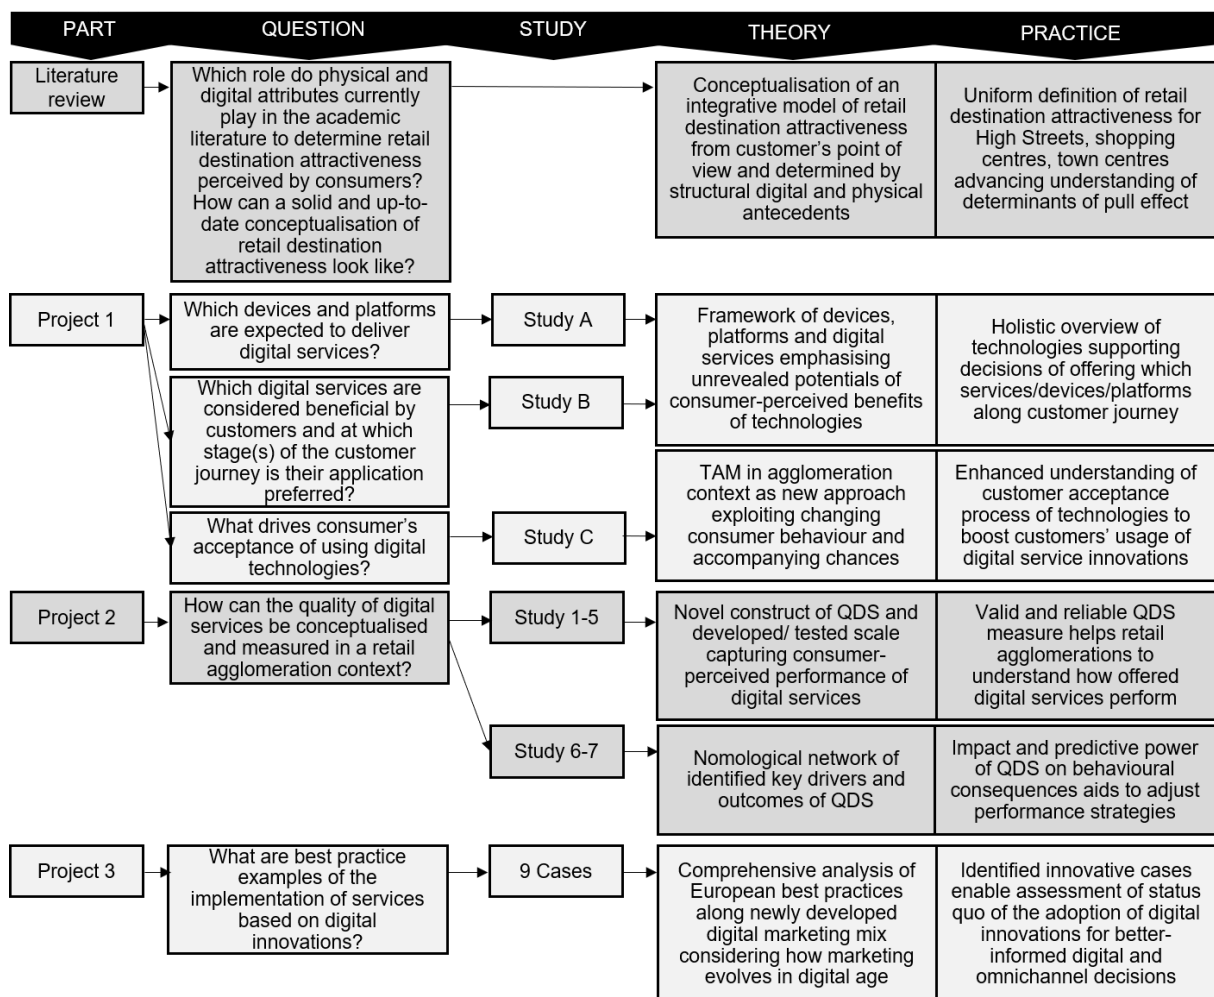 PART
QUESTION
STUDY
THEORY
PRACTICE
Literature
review
Which role do physical and
digital attributes currently
play in the academic
literature to determine retail
destination attractiveness
perceived by consumers?
How can a solid and up-to-
date conceptualisation of
retail destination
attractiveness look like?
Conceptualisation of an
integrative model of retail
destination attractiveness
from customer's point of
view and determined by
structural digital and physical
antecedents
Uniform definition of retail
destination attractiveness for
High Streets, shopping
centres, town centres
advancing understanding of
determinants of pull effect
Project 1
Which devices and platforms
are expected to deliver
digital services?
Study A
Which digital services are
considered beneficial by
customers and at which
stage(s) of the customer
journey is their application
preferred?
Study B
Framework of devices,
platforms and digital
services emphasising
unrevealed potentials of
consumer-perceived benefits
of technologies
Holistic overview of
technologies supporting
decisions of offering which
services/devices/platforms
along customer journey
What drives consumer's
acceptance of using digital
technologies?
Study C
TAM in agglomeration
context as new approach
exploiting changing
consumer behaviour and
accompanying chances
Enhanced understanding of
customer acceptance
process of technologies to
boost customers' usage of
digital service innovations
Project 2
How can the quality of digital
services be conceptualised
and measured in a retail
agglomeration context?
Study 1-5
Novel construct of QDS and
developed/ tested scale
capturing consumer-
perceived performance of
digital services
Valid and reliable QDS
measure helps retail
agglomerations to
understand how offered
digital services perform
Study 6-7
Nomological network of
identified key drivers and
outcomes of QDS
Impact and predictive power
of QDS on behavioural
consequences aids to adjust
performance strategies
Project 3
What are best practice
examples of the
implementation of services
based on digital
innovations?
9 Cases
Comprehensive analysis of
European best practices
along newly developed
digital marketing mix
considering how marketing
evolves in digital age
Identified innovative cases
enable assessment of status
quo of the adoption of digital
innovations for better-
informed digital and
omnichannel decisions